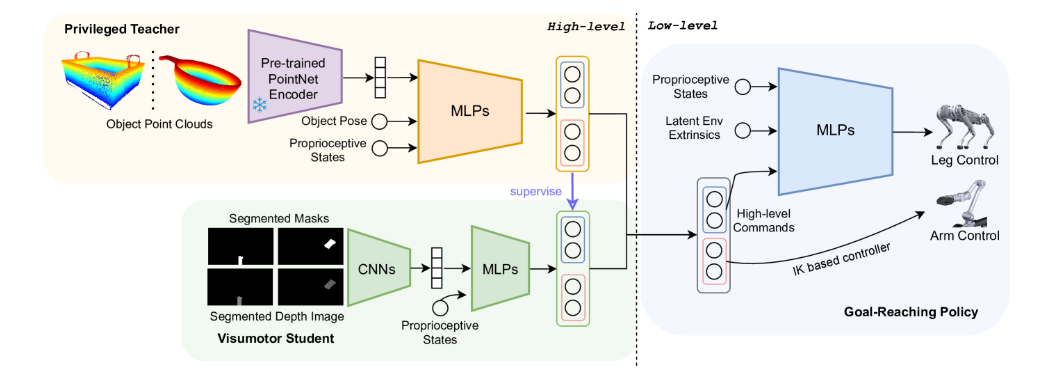 Privileged Teacher
High-level
Low-level
Pre-trained
PointNet
Encoder
Object Point Clouds
Object Pose
Proprioceptive
States
MLPs
supervise
Segmented Masks
Segmented Depth Image
CNNs
MLPs
Proprioceptive
States
Visumotor Student
Proprioceptive
States
Latent Env
Extrinsics
MLPs
Leg Control
High-level
Commands
Arm Control
IK based controller
Goal-Reaching Policy